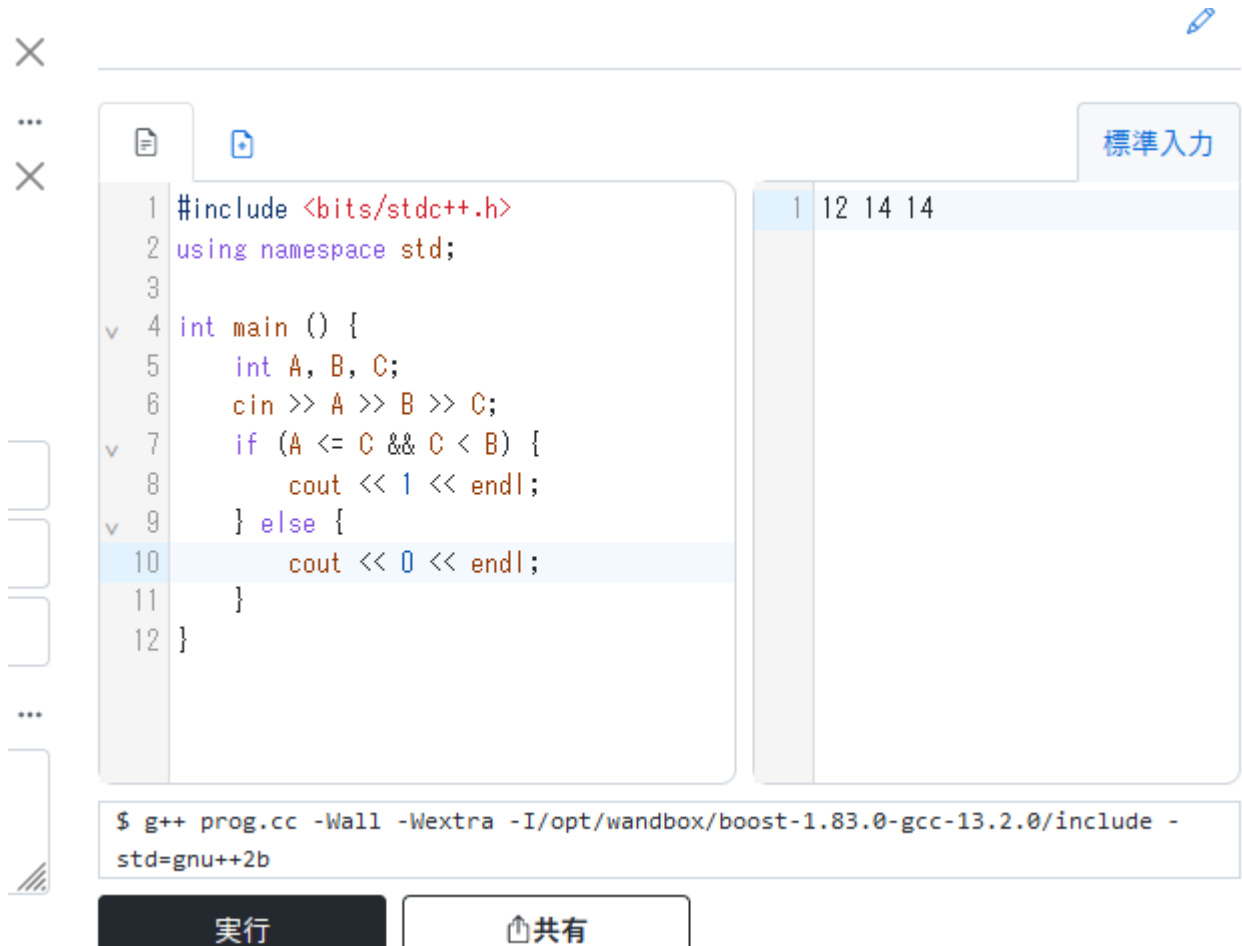 標準入力
1 #include <bits/stdc++.h>
2 using namespace std;
3
4 int main () {
5     int A, B, C;
6     cin >> A >> B >> C;
7     if (A <= C && C < B) {
8         cout << 1 << endl;
9     } else {
10         cout << 0 << endl;
11     }
12 }
1 12 14 14
$ g++ prog.cc -Wall -Wextra -I/opt/wandbox/boost-1.83.0-gcc-13.2.0/include -
std=gnu++2b
実行
共有